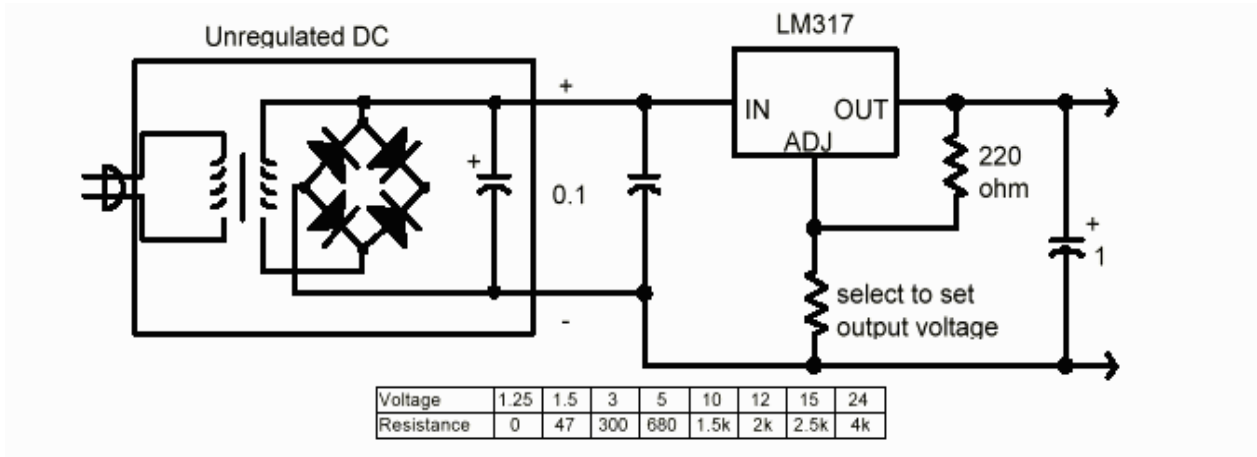 LM317
Unregulated DC
+
IN OUT
ADJ
+
0.1
220
ohm
+
1
select to set
output voltage
-
Voltage 1.25 1.5 3 5 10 12 15 24
Resistance 0 47 300 680 1.5k 2k 2.5k 4k